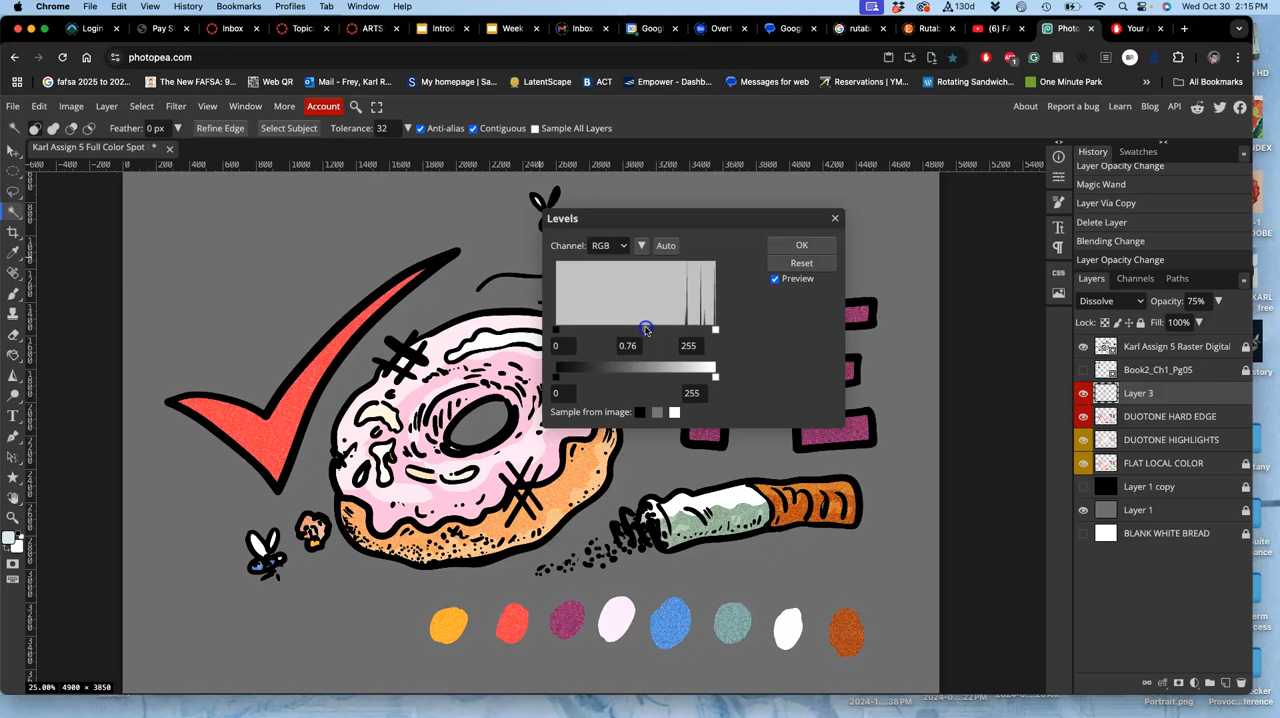 Chrome File Edit View History Bookmarks Profiles Tab Window Help 130d Wed Oct 30 2:15 PM
Login Pay S Inbox Topic ARTS Introd Week Inbox Goog Overt Goog rutab Rutab (6) FA Photo Your
photopea.com
fafsa 2025 to 202... The New FAFSA: W... Web QR Mail - Frey, Karl R... My homepage | Sa... LatentScape ACT Empower - Dashb... Messages for web Reservations | YM... Rotating Sandwich... One Minute Park » All Bookmarks
File Edit Image Layer Select Filter View Window More Account About Report a bug Learn Blog API
Feather: 0 px Refine Edge Select Subject Tolerance: 32 Anti-alias Contiguous Sample All Layers
Karl Assign 5 Full Color Spot *
History Swatches
Layer Opacity Change
Magic Wand
Layer Via Copy
Delete Layer
Blending Change
Layer Opacity Change
Levels
Channel: RGB Auto OK
Reset
Preview
0 0.76 255
0 255
Sample from image:
CSS
Layers Channels Paths
Dissolve Opacity: 75%
Lock: Fill: 100%
Karl Assign 5 Raster Digital
Book2_Ch1_Pg05
Layer 3
DUOTONE HARD EDGE
DUOTONE HIGHLIGHTS
FLAT LOCAL COLOR
Layer 1 copy
Layer 1
BLANK WHITE BREAD
25.00% 4900 × 3850
Portrait.png